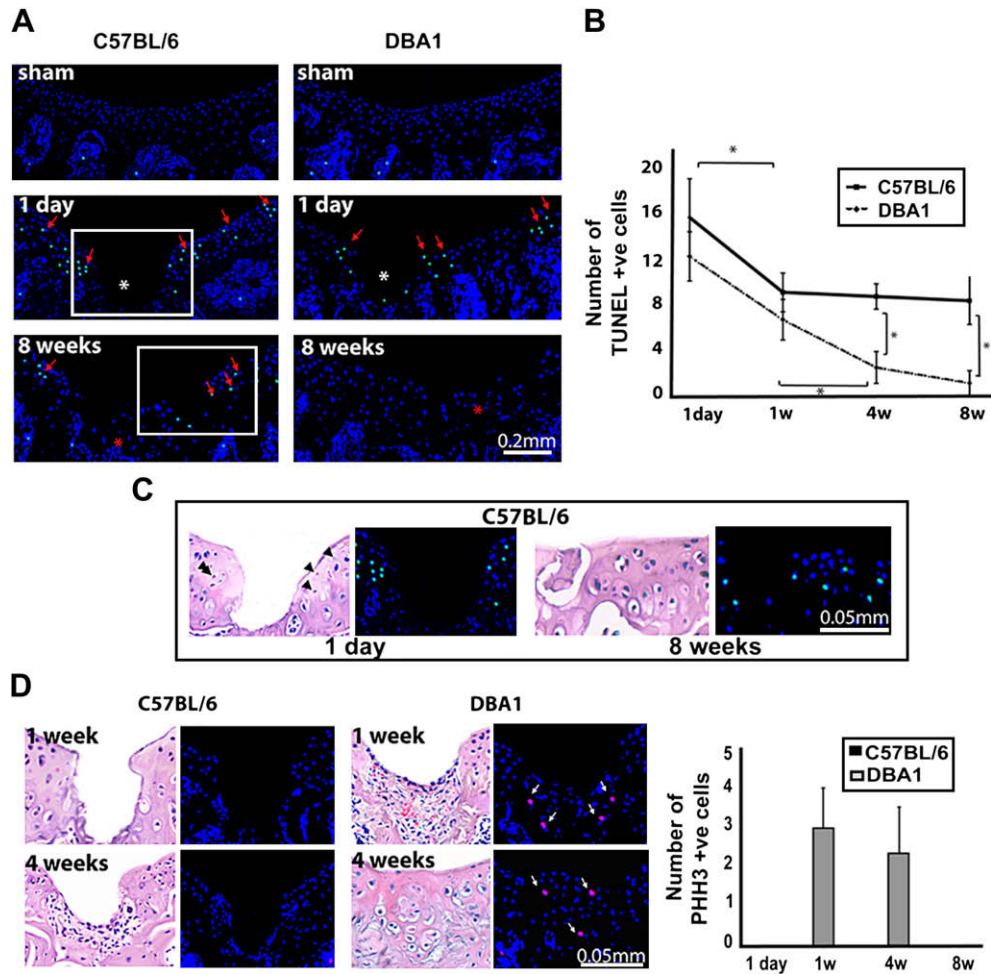 A
C57BL/6
DBA1
sham
sham
1 day
*
1 day
*
8 weeks
*
8 weeks
*
0.2mm
B
Number of
TUNEL +ve cells
20
16
12
8
4
0
*
*
*
*
C57BL/6
DBA1
1day
1w
4w
8w
C
C57BL/6
0.05mm
1 day
8 weeks
D
C57BL/6
DBA1
1 week
1 week
4 weeks
4 weeks
0.05mm
Number of
PHH3 +ve cells
5
4
3
2
1
0
C57BL/6
DBA1
1 day
1w
4w
8w